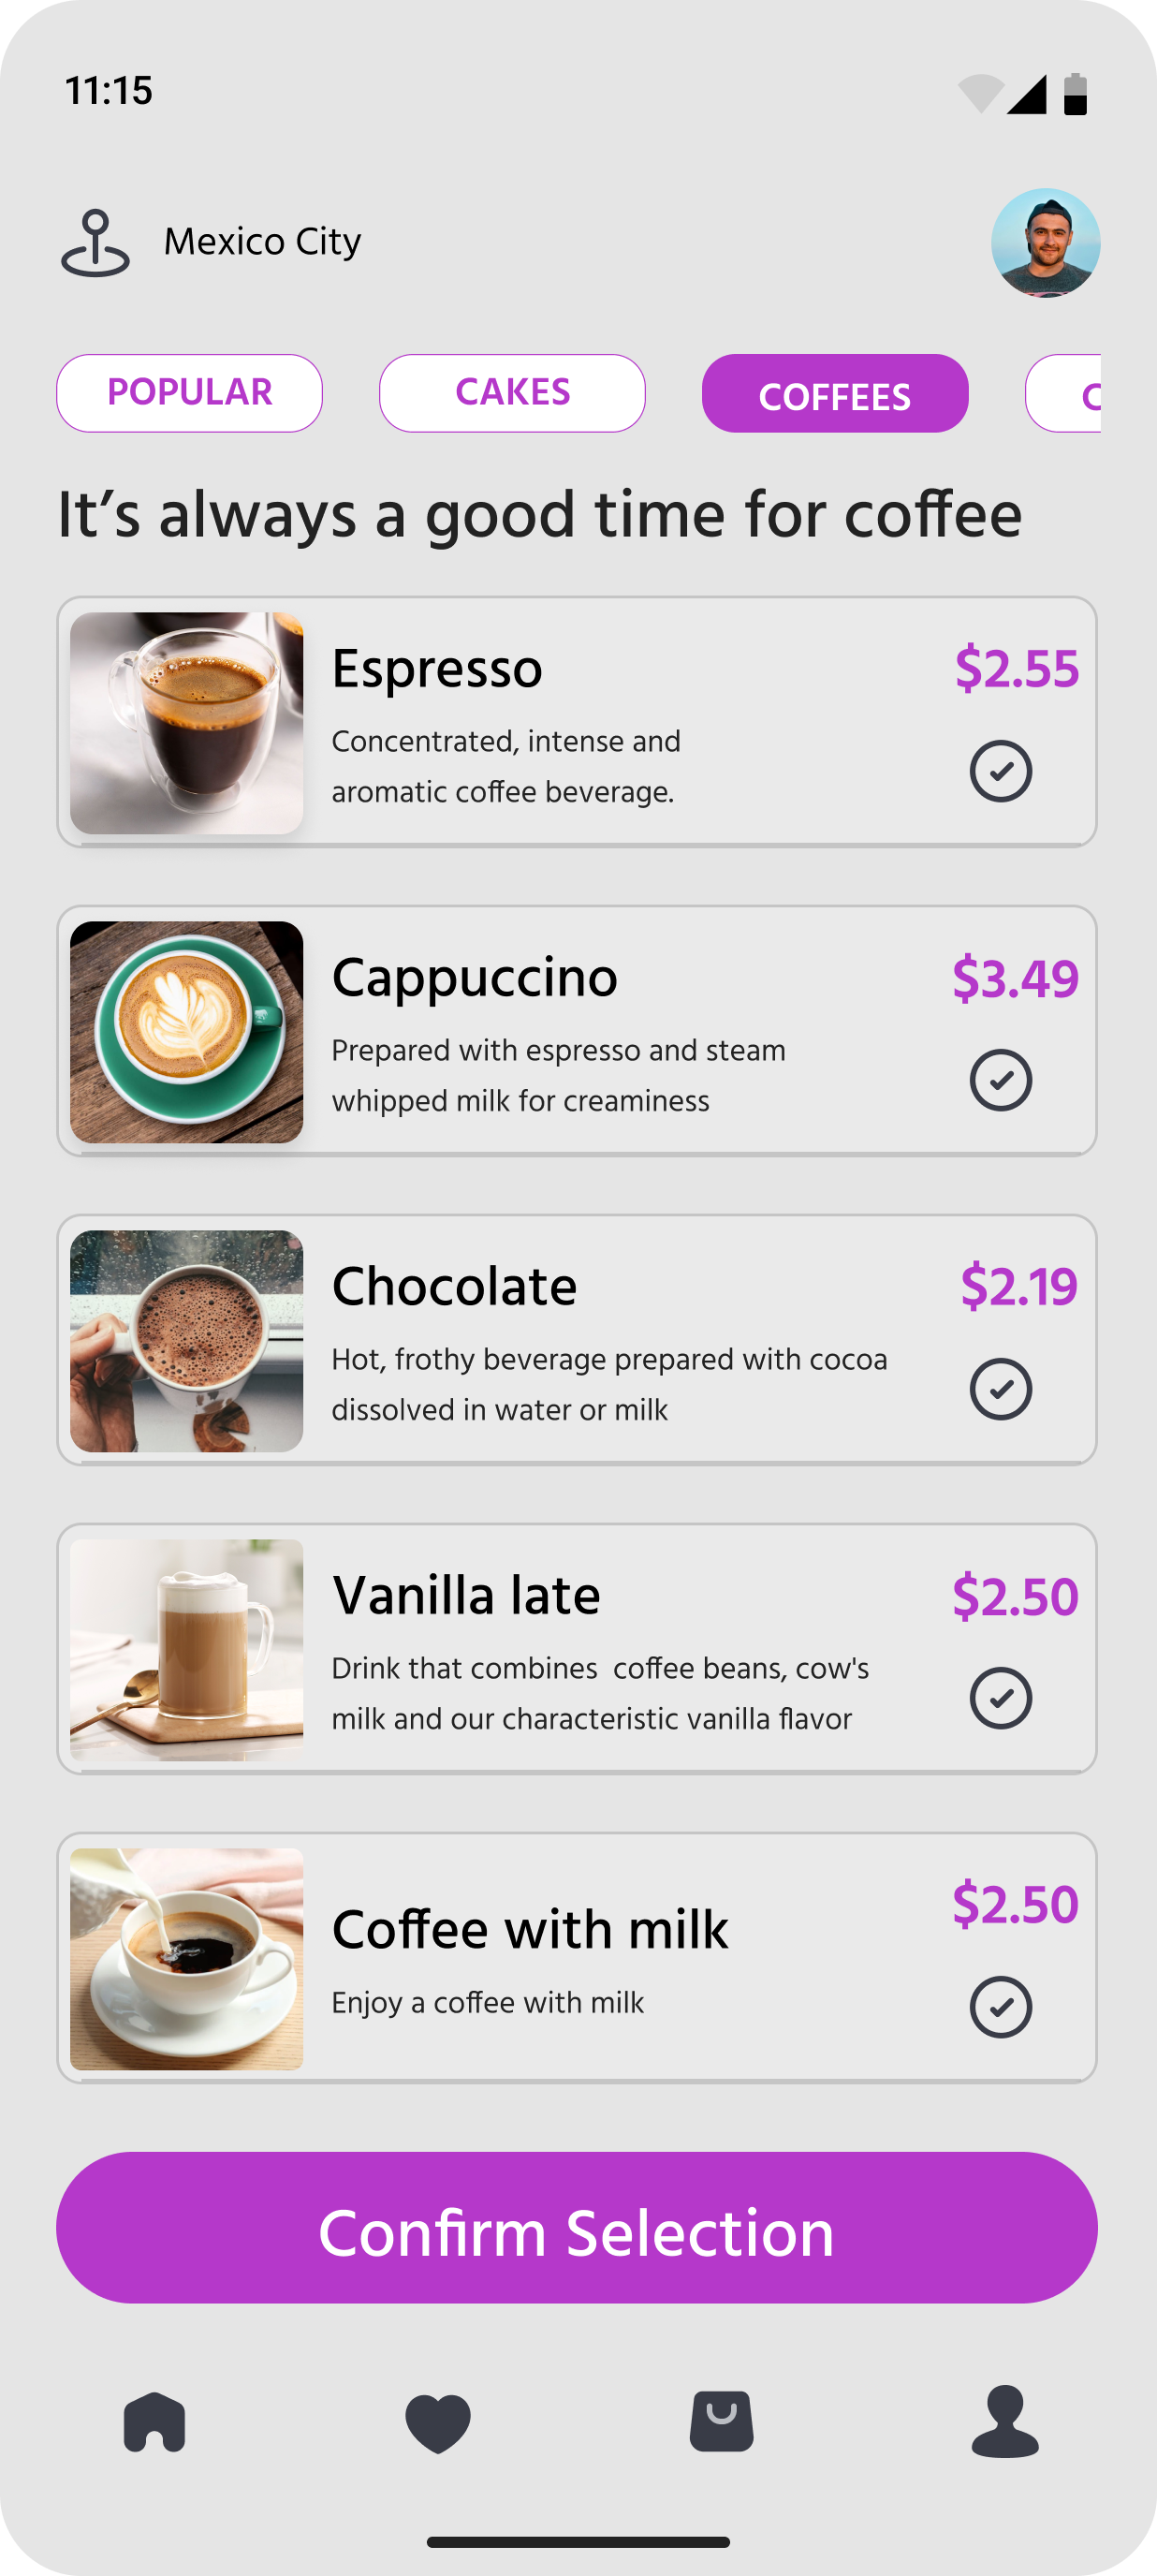 11:15
Mexico City
POPULAR
CAKES
COFFEES
It’s always a good time for coffee
Espresso
$2.55
Concentrated, intense and
aromatic coffee beverage.
Cappuccino
$3.49
Prepared with espresso and steam
whipped milk for creaminess
Chocolate
$2.19
Hot, frothy beverage prepared with cocoa
dissolved in water or milk
Vanilla late
$2.50
Drink that combines  coffee beans, cow's
milk and our characteristic vanilla flavor
Coffee with milk
$2.50
Enjoy a coffee with milk
Confirm Selection